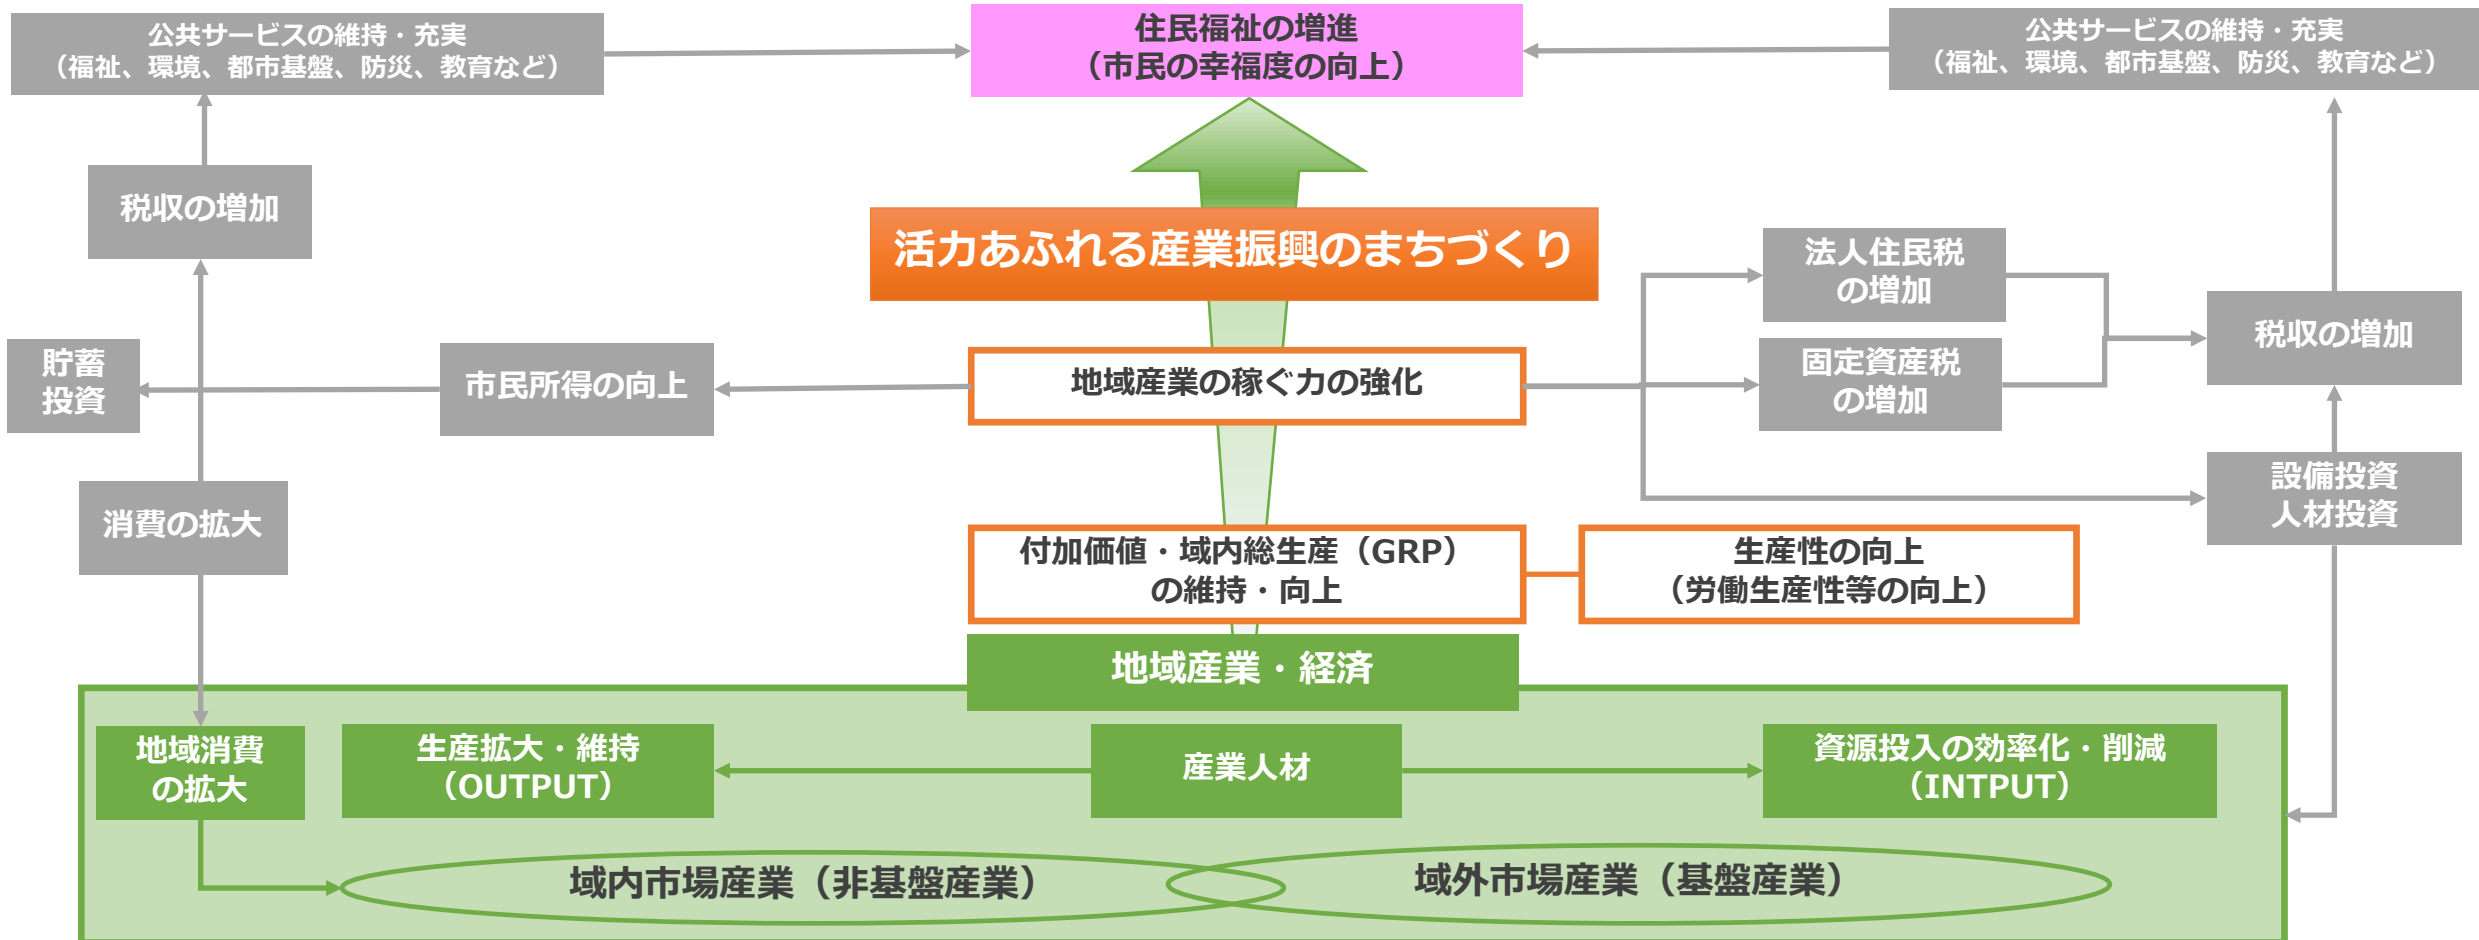 公共サービスの維持・充実
（福祉、環境、都市基盤、防災、教育など）
住民福祉の増進
（市民の幸福度の向上）
公共サービスの維持・充実
（福祉、環境、都市基盤、防災、教育など）
税収の増加
活力あふれる産業振興のまちづくり
法人住民税
の増加
税収の増加
貯蓄
投資
市民所得の向上
地域産業の稼ぐ力の強化
固定資産税
の増加
消費の拡大
設備投資
人材投資
付加価値・域内総生産（GRP）
の維持・向上
生産性の向上
（労働生産性等の向上）
地域産業・経済
地域消費
の拡大
生産拡大・維持
（OUTPUT）
産業人材
資源投入の効率化・削減
（INTPUT）
域内市場産業（非基盤産業）
域外市場産業（基盤産業）